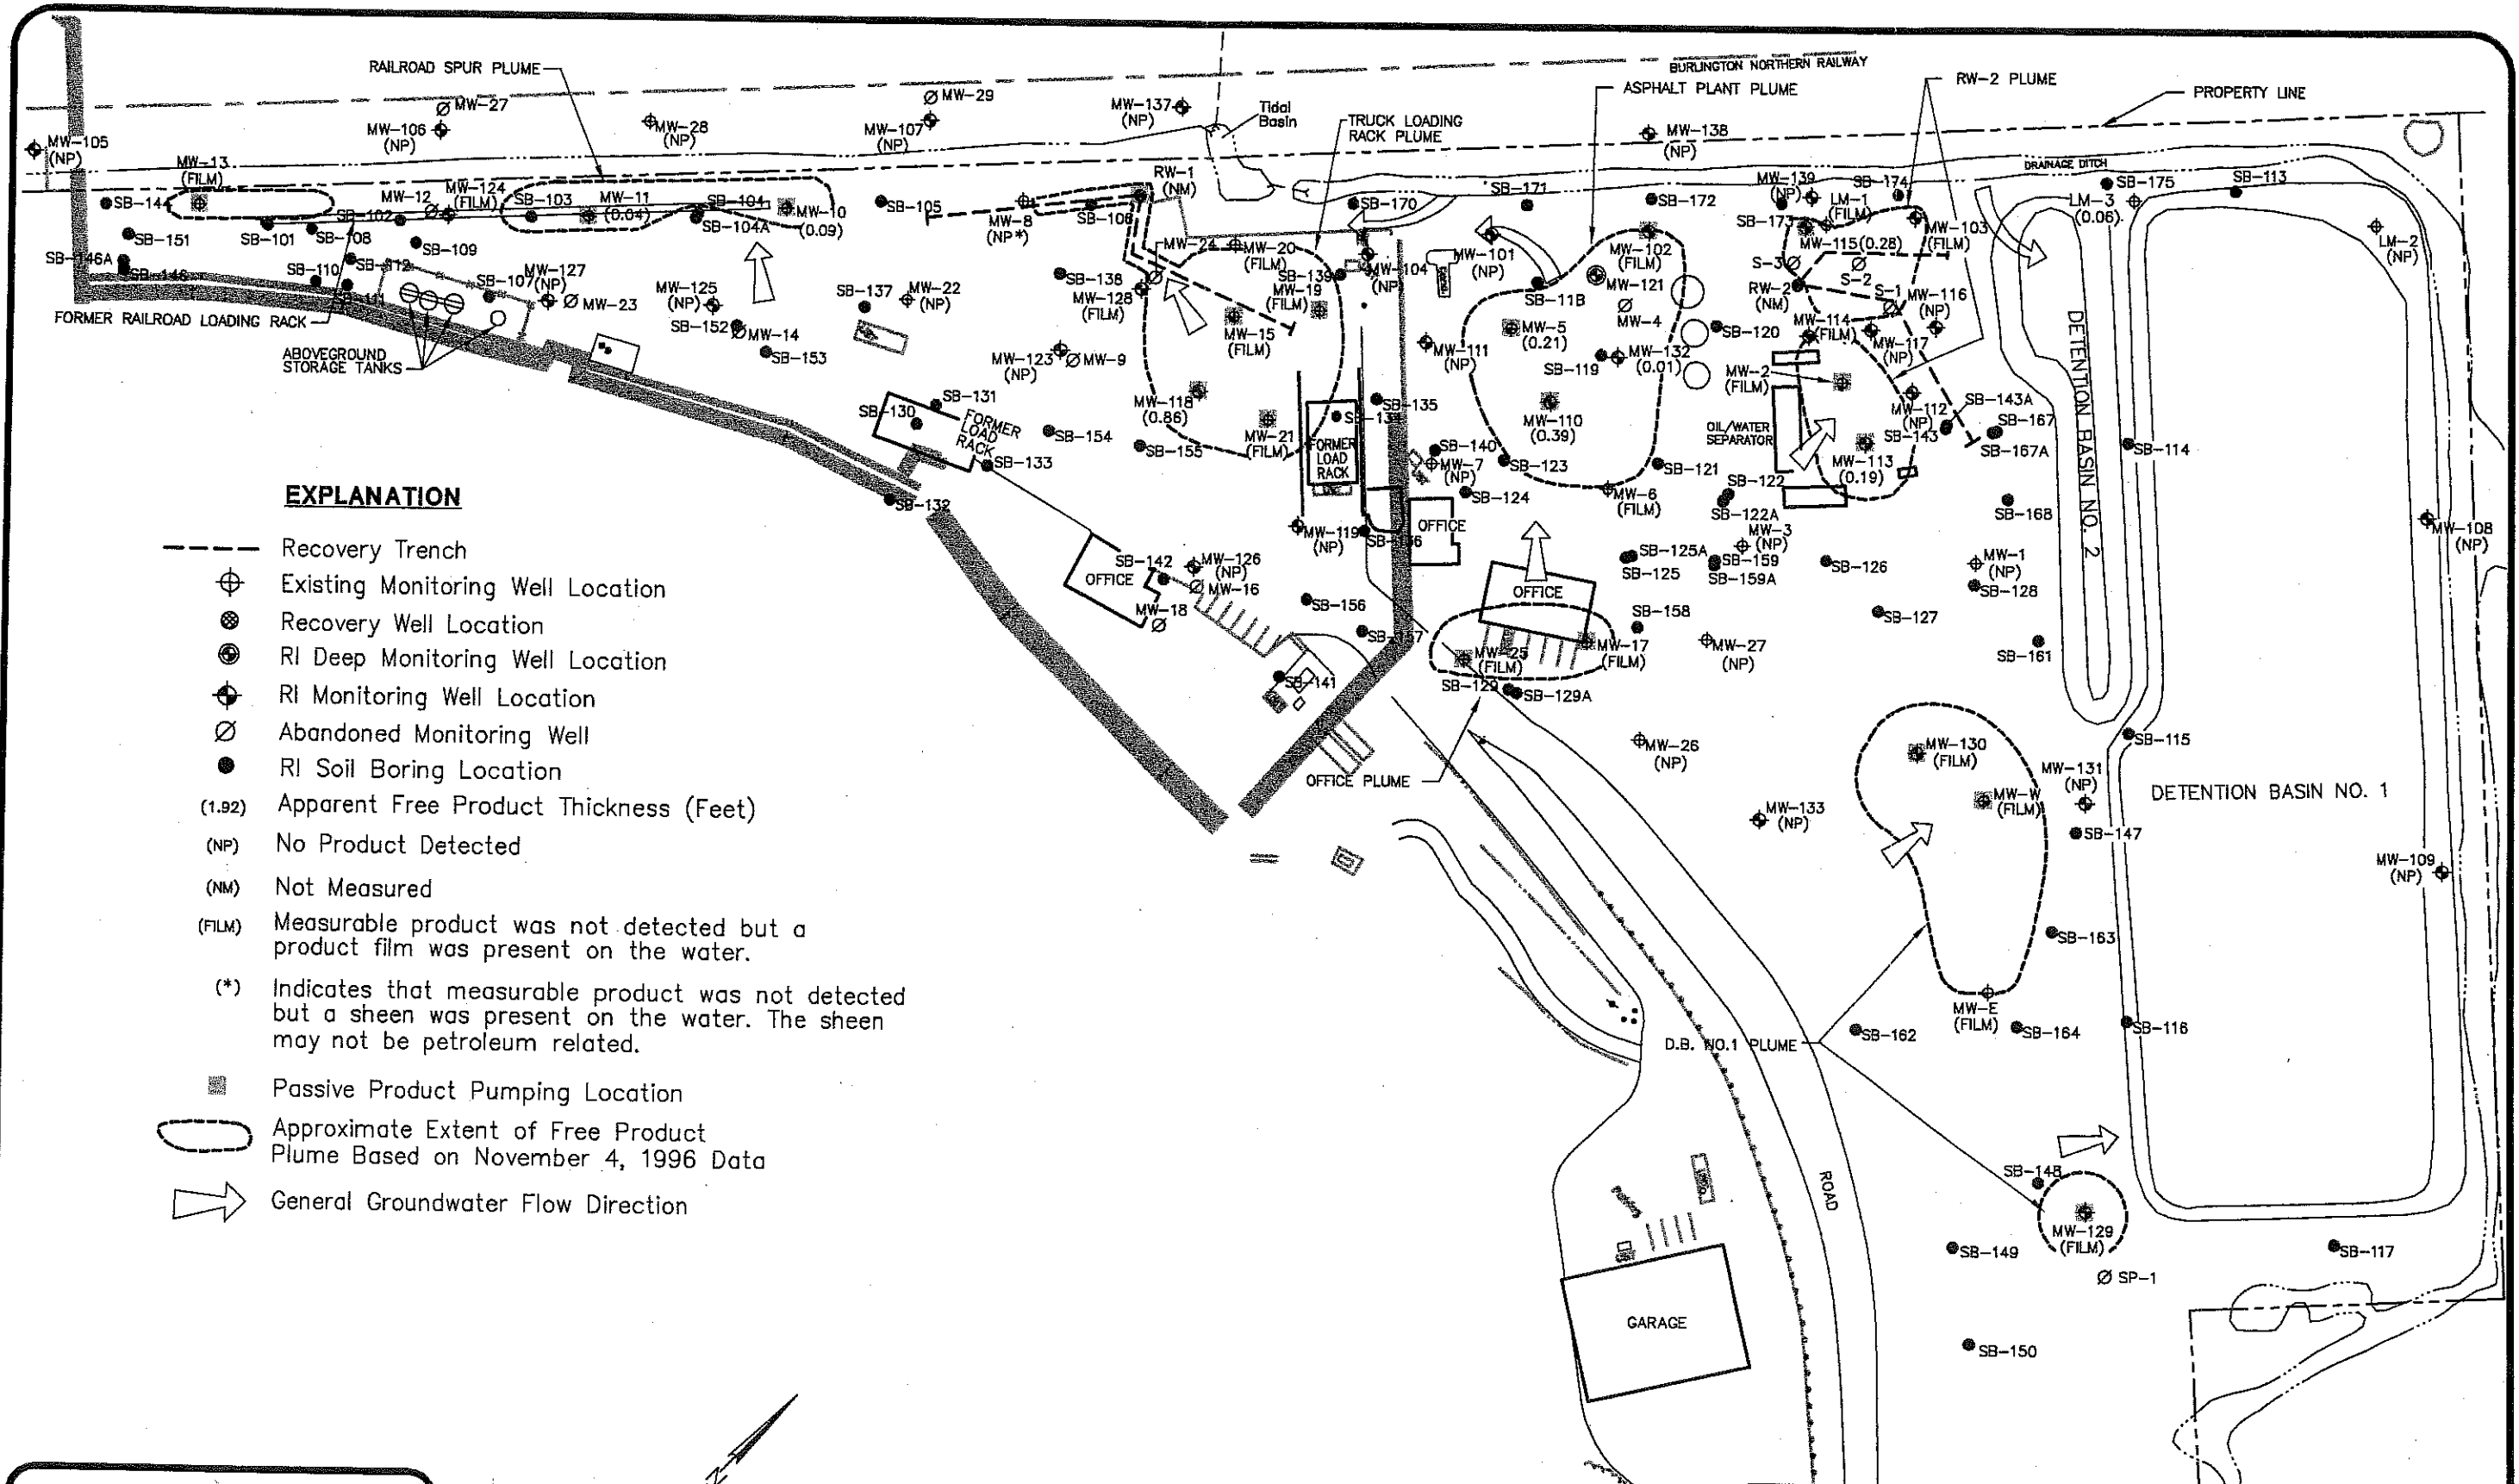 BURLINGTON NORTHERN RAILWAY
RAILROAD SPUR PLUME
ASPHALT PLANT PLUME
RW-2 PLUME
PROPERTY LINE
MW-27
MW-29
MW-106
(NP)
MW-28
(NP)
MW-107
(NP)
MW-137
(NP)
Tidal
Basin
TRUCK LOADING
RACK PLUME
MW-138
(NP)
MW-105
(NP)
MW-13
(FILM)
DRAINAGE DITCH
RW-1
(NM)
MW-12
MW-124
(FILM)
SB-103
MW-11
(0.04)
SB-104
SB-104A
MW-10
(0.09)
SB-105
MW-8
(NP*)
SB-106
SB-170
SB-171
SB-172
MW-139
(NP)
SB-174
LM-1
(FILM)
SB-173
MW-103
(FILM)
LM-3
(0.06)
SB-175
SB-113
LM-2
(NP)
SB-144
SB-151
SB-146A
SB-146
SB-101
SB-102
SB-108
SB-109
SB-110
SB-111
SB-112
SB-107
MW-127
(NP)
MW-23
MW-125
(NP)
SB-152
MW-14
SB-153
SB-137
MW-22
(NP)
SB-138
MW-128
(FILM)
MW-24
MW-20
(FILM)
SB-139
MW-19
(FILM)
MW-104
(NP)
MW-101
(NP)
MW-102
(FILM)
MW-121
MW-4
SB-11B
MW-115(0.28)
S-3
S-2
S-1
RW-2
(NM)
MW-116
(NP)
MW-114
(FILM)
MW-117
(NP)
FORMER RAILROAD LOADING RACK
ABOVEGROUND
STORAGE TANKS
MW-123
(NP)
MW-9
MW-15
(FILM)
MW-111
(NP)
MW-5
(0.21)
SB-119
MW-132
(0.01)
SB-120
MW-2
(FILM)
MW-112
(NP)
SB-143A
SB-143
SB-167
SB-167A
SB-114
DETENTION BASIN NO. 2
SB-130
SB-131
FORMER
LOAD
RACK
SB-133
SB-132
SB-154
SB-155
MW-118
(0.86)
MW-21
(FILM)
FORMER
LOAD
RACK
SB-135
MW-110
(0.39)
OIL/WATER
SEPARATOR
MW-113
(0.19)
SB-140
MW-7
(NP)
SB-123
SB-124
SB-121
MW-6
(FILM)
SB-122
SB-122A
MW-3
(NP)
SB-168
MW-108
(NP)
MW-119
(NP)
SB-136
OFFICE
SB-125A
SB-125
SB-159
SB-159A
SB-126
MW-1
(NP)
SB-128
SB-142
OFFICE
MW-126
(NP)
MW-16
MW-18
SB-156
SB-157
OFFICE
SB-158
MW-25
(FILM)
MW-17
(FILM)
MW-27
(NP)
SB-127
SB-161
SB-141
SB-129
SB-129A
OFFICE PLUME
MW-26
(NP)
MW-133
(NP)
MW-130
(FILM)
MW-W
(FILM)
MW-131
(NP)
SB-115
SB-147
DETENTION BASIN NO. 1
MW-109
(NP)
SB-163
MW-E
(FILM)
SB-162
SB-164
SB-116
D.B. NO.1 PLUME
ROAD
SB-148
MW-129
(FILM)
SB-149
SB-117
SP-1
SB-150
GARAGE
EXPLANATION
Recovery Trench
Existing Monitoring Well Location
Recovery Well Location
RI Deep Monitoring Well Location
RI Monitoring Well Location
Abandoned Monitoring Well
RI Soil Boring Location
(1.92) Apparent Free Product Thickness (Feet)
(NP) No Product Detected
(NM) Not Measured
(FILM) Measurable product was not detected but a
product film was present on the water.
(*) Indicates that measurable product was not detected
but a sheen was present on the water. The sheen
may not be petroleum related.
Passive Product Pumping Location
Approximate Extent of Free Product
Plume Based on November 4, 1996 Data
General Groundwater Flow Direction